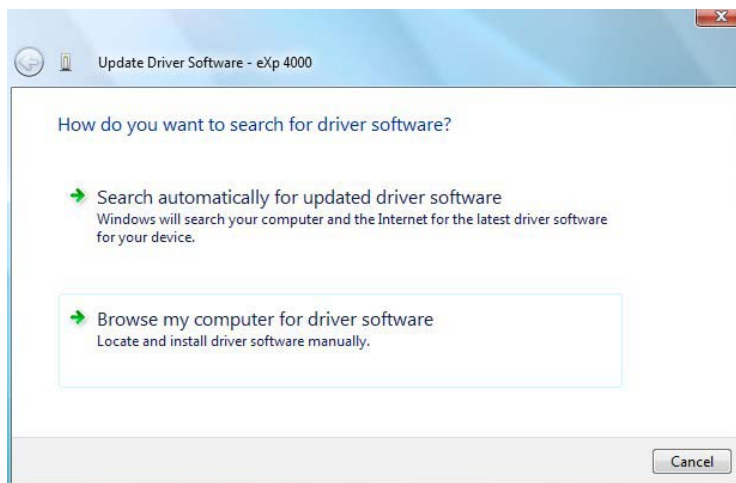 Update Driver Software - eXp 4000
How do you want to search for driver software?
Search automatically for updated driver software
Windows will search your computer and the Internet for the latest driver software
for your device.
Browse my computer for driver software
Locate and install driver software manually.
Cancel